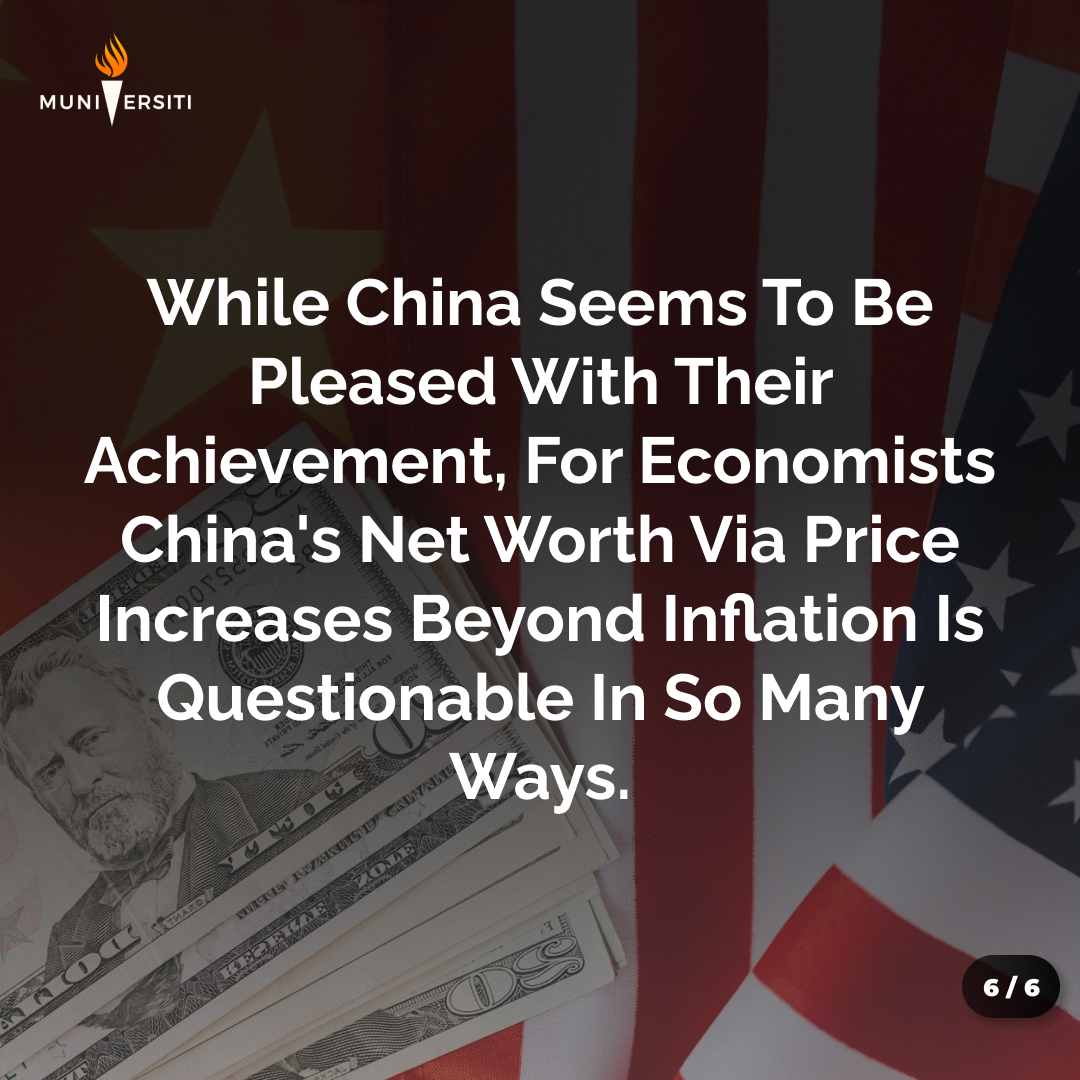 MUNIVERSITI
While China Seems To Be
Pleased With Their
Achievement, For Economists
China's Net Worth Via Price
Increases Beyond Inflation Is
Questionable In So Many
Ways.
6 / 6